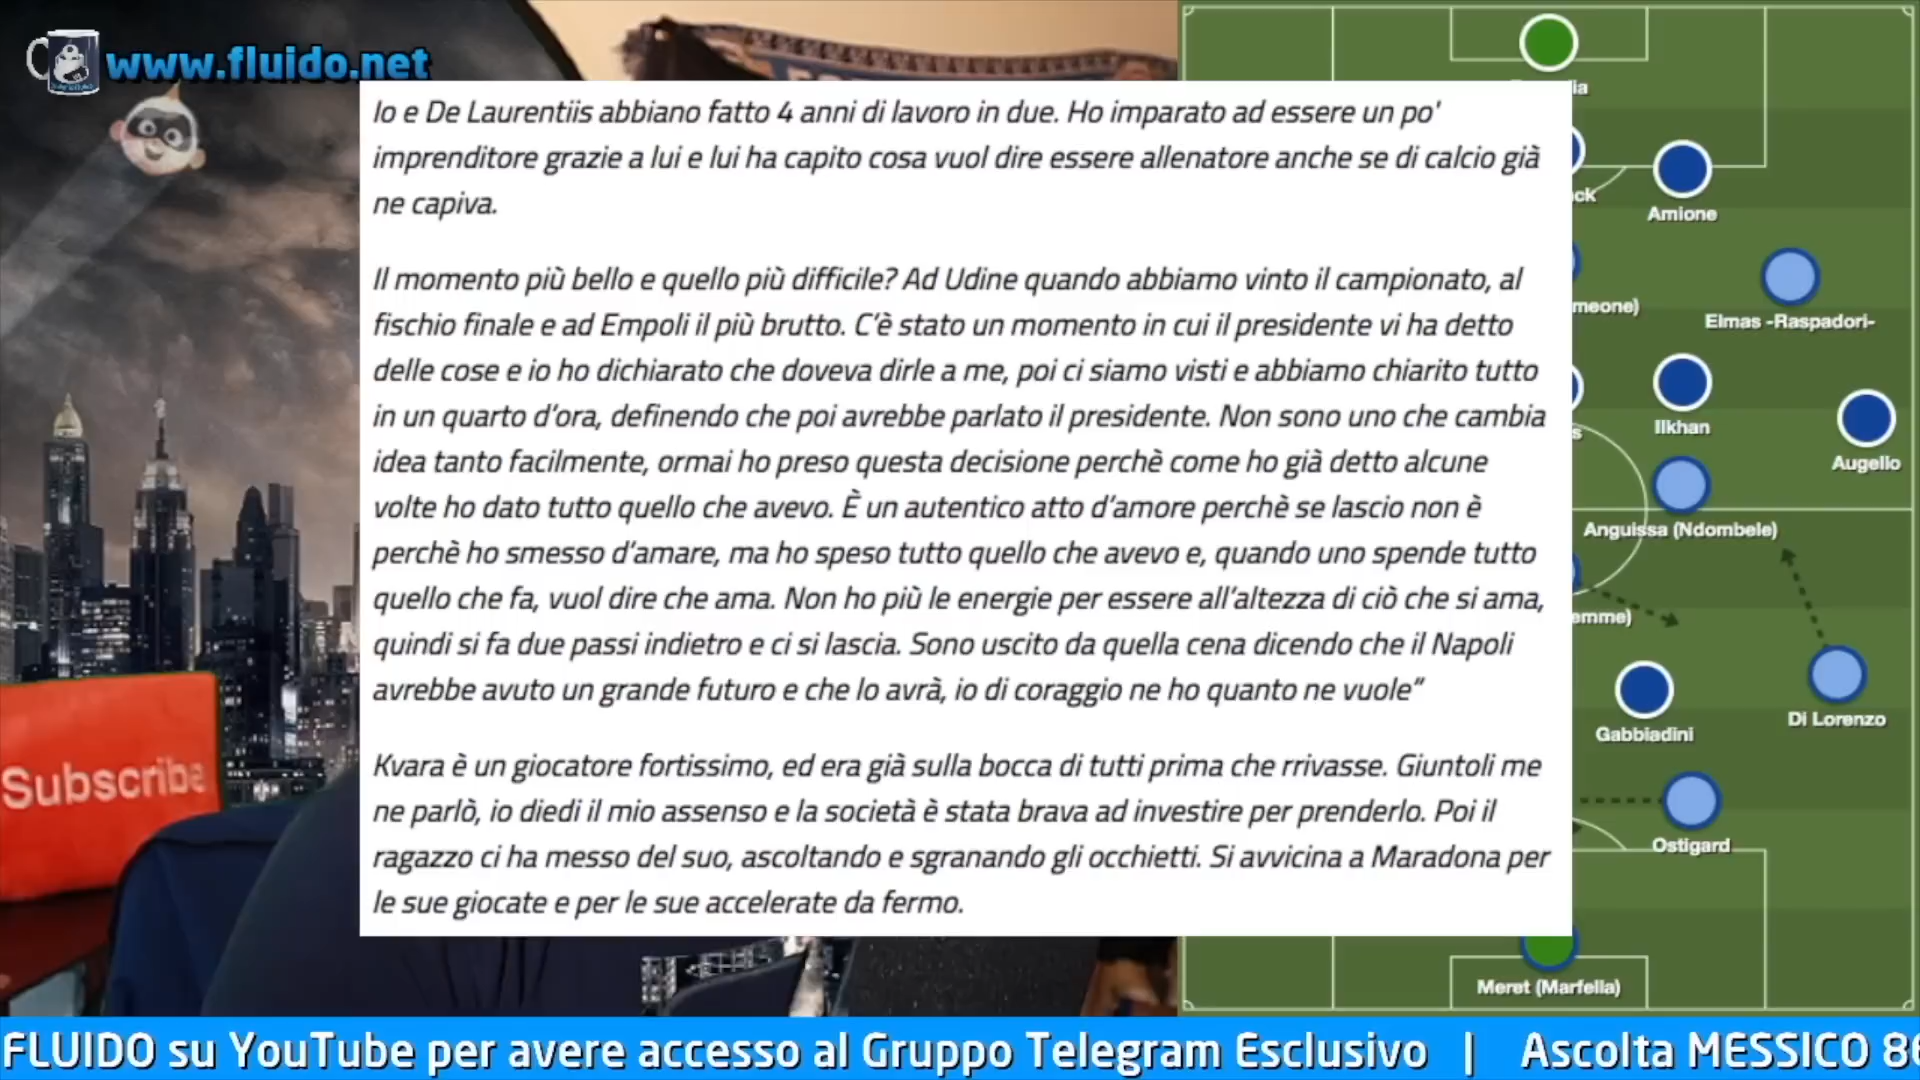 www.fluido.net
Io e De Laurentiis abbiano fatto 4 anni di lavoro in due. Ho imparato ad essere un po'
imprenditore grazie a lui e lui ha capito cosa vuol dire essere allenatore anche se di calcio già
ne capiva.
Il momento più bello e quello più difficile? Ad Udine quando abbiamo vinto il campionato, al
fischio finale e ad Empoli il più brutto. C'è stato un momento in cui il presidente vi ha detto
delle cose e io ho dichiarato che doveva dirle a me, poi ci siamo visti e abbiamo chiarito tutto
in un quarto d'ora, definendo che poi avrebbe parlato il presidente. Non sono uno che cambia
idea tanto facilmente, ormai ho preso questa decisione perchè come ho già detto alcune
volte ho dato tutto quello che avevo. È un autentico atto d'amore perchè se lascio non è
perchè ho smesso d'amare, ma ho speso tutto quello che avevo e, quando uno spende tutto
quello che fa, vuol dire che ama. Non ho più le energie per essere all'altezza di ciò che si ama,
quindi si fa due passi indietro e ci si lascia. Sono uscito da quella cena dicendo che il Napoli
avrebbe avuto un grande futuro e che lo avrà, io di coraggio ne ho quanto ne vuole"
Kvara è un giocatore fortissimo, ed era già sulla bocca di tutti prima che rrivasse. Giuntoli me
ne parlò, io diedi il mio assenso e la società è stata brava ad investire per prenderlo. Poi il
ragazzo ci ha messo del suo, ascoltando e sgranando gli occhietti. Si avvicina a Maradona per
le sue giocate e per le sue accelerate da fermo.
Subscribe
ia
ck
Amione
meone)
Elmas -Raspadori-
s
Ilkhan
Augello
Anguissa (Ndombele)
emme)
Gabbiadini
Di Lorenzo
Ostigard
Meret (Marfella)
FLUIDO su YouTube per avere accesso al Gruppo Telegram Esclusivo | Ascolta MESSICO 86